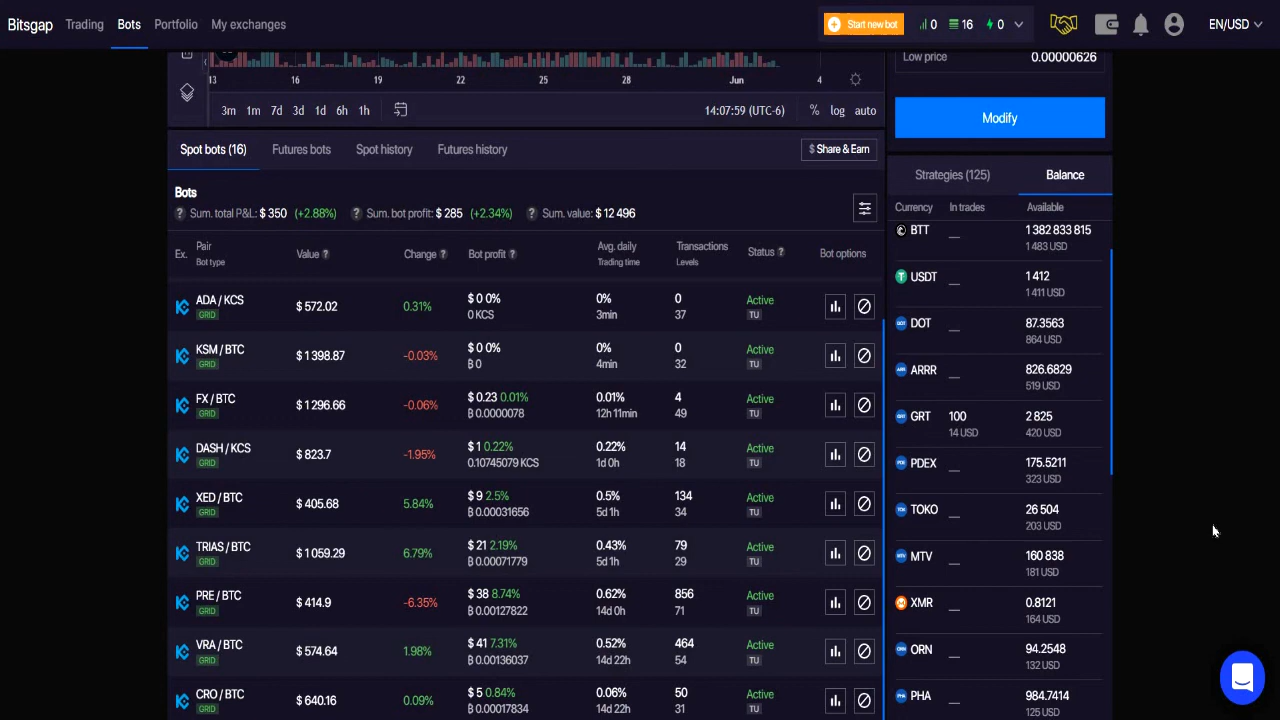 Bitsgap Trading Bots Portfolio My exchanges Start new bot 0 16 0 EN/USD
Low price 0.00000626
13 16 19 22 25 28 Jun 4
3m 1m 7d 3d 1d 6h 1h 14:07:59 (UTC-6) % log auto
Modify
Spot bots (16) Futures bots Spot history Futures history $ Share & Earn
Bots
? Sum. total P&L: $ 350 (+2.88%) ? Sum. bot profit: $ 285 (+2.34%) ? Sum. value: $ 12 496
Ex. Pair Value ? Change ? Bot profit ? Avg. daily Transactions Status ? Bot options
Bot type Trading time Levels
ADA / KCS $ 572.02 0.31% $ 0 0% 0% 0 Active
GRID 0 KCS 3min 37 TU
KSM / BTC $ 1 398.87 -0.03% $ 0 0% 0% 0 Active
GRID ₿ 0 4min 32 TU
FX / BTC $ 1 296.66 -0.06% $ 0.23 0.01% 0.01% 4 Active
GRID ₿ 0.0000078 12h 11min 49 TU
DASH / KCS $ 823.7 -1.95% $ 1 0.22% 0.22% 14 Active
GRID 0.10745079 KCS 1d 0h 18 TU
XED / BTC $ 405.68 5.84% $ 9 2.5% 0.5% 134 Active
GRID ₿ 0.00031656 5d 1h 34 TU
TRIAS / BTC $ 1 059.29 6.79% $ 21 2.19% 0.43% 79 Active
GRID ₿ 0.00071779 5d 1h 29 TU
PRE / BTC $ 414.9 -6.35% $ 38 8.74% 0.62% 856 Active
GRID ₿ 0.00127822 14d 0h 71 TU
VRA / BTC $ 574.64 1.98% $ 41 7.31% 0.52% 464 Active
GRID ₿ 0.00136037 14d 22h 54 TU
CRO / BTC $ 640.16 0.09% $ 5 0.84% 0.06% 50 Active
GRID ₿ 0.00017834 14d 22h 31 TU
Strategies (125) Balance
Currency In trades Available
BTT — 1 382 833 815
1 483 USD
USDT — 1 412
1 411 USD
DOT — 87.3563
864 USD
ARRR — 826.6829
519 USD
GRT 100 2 825
14 USD 420 USD
PDEX — 175.5211
323 USD
TOKO — 26 504
203 USD
MTV — 160 838
181 USD
XMR — 0.8121
164 USD
ORN — 94.2548
132 USD
PHA — 984.7414
125 USD